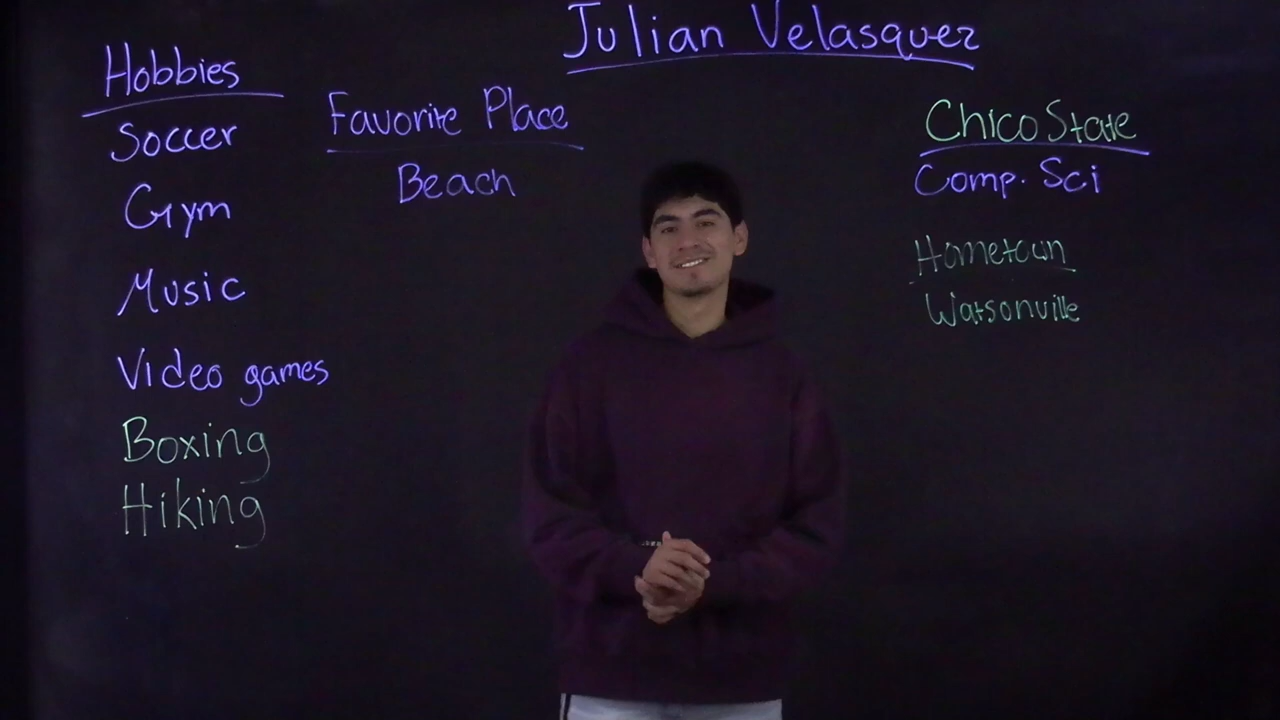 Julian Velasquez
Hobbies
Soccer
Gym
Music
Video games
Boxing
Hiking
Favorite Place
Beach
Chico State
Comp. Sci
Hometown
Watsonville